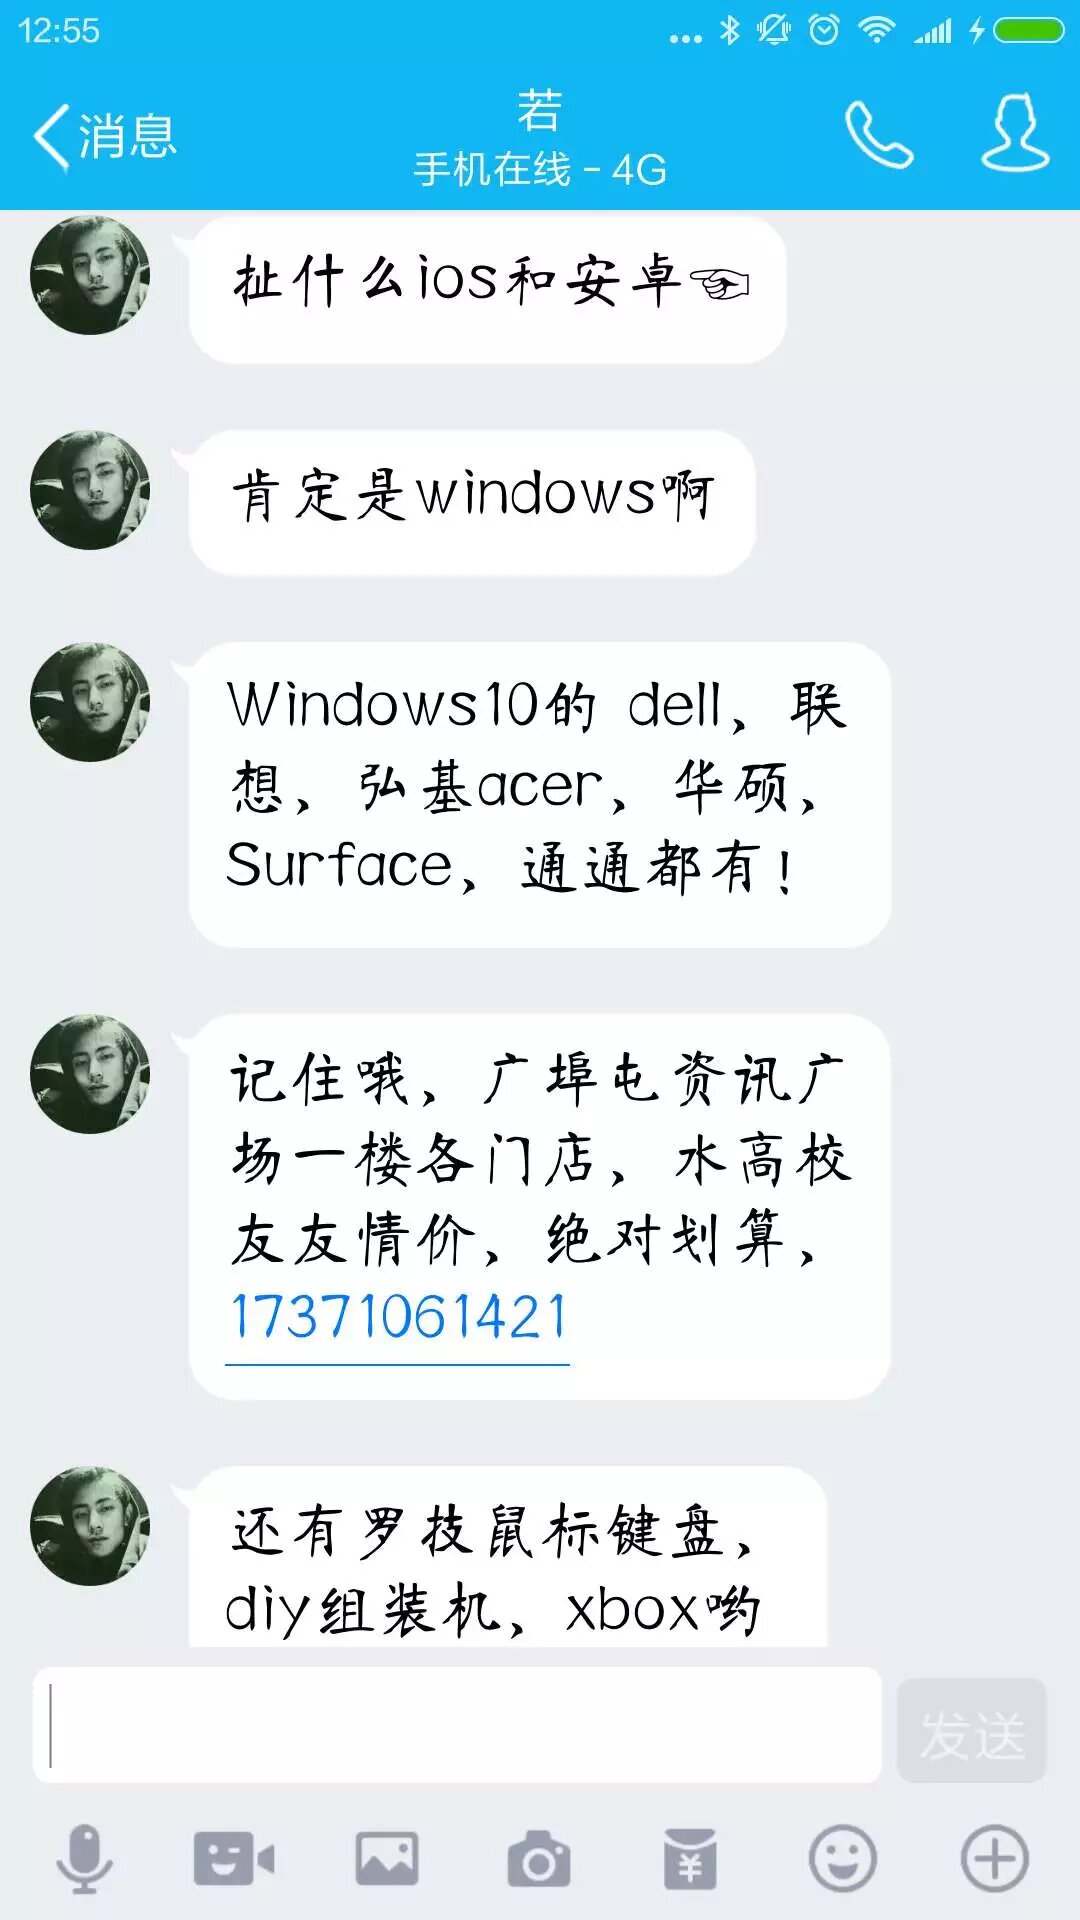 12:55
消息
若
手机在线 - 4G
扯什么ios和安卓☜
肯定是windows啊
Windows10的 dell，联
想，弘基acer，华硕，
Surface，通通都有！
记住哦，广埠屯资讯广
场一楼各门店，水高校
友友情价，绝对划算，
17371061421
还有罗技鼠标键盘，
diy组装机，xbox哟
发送